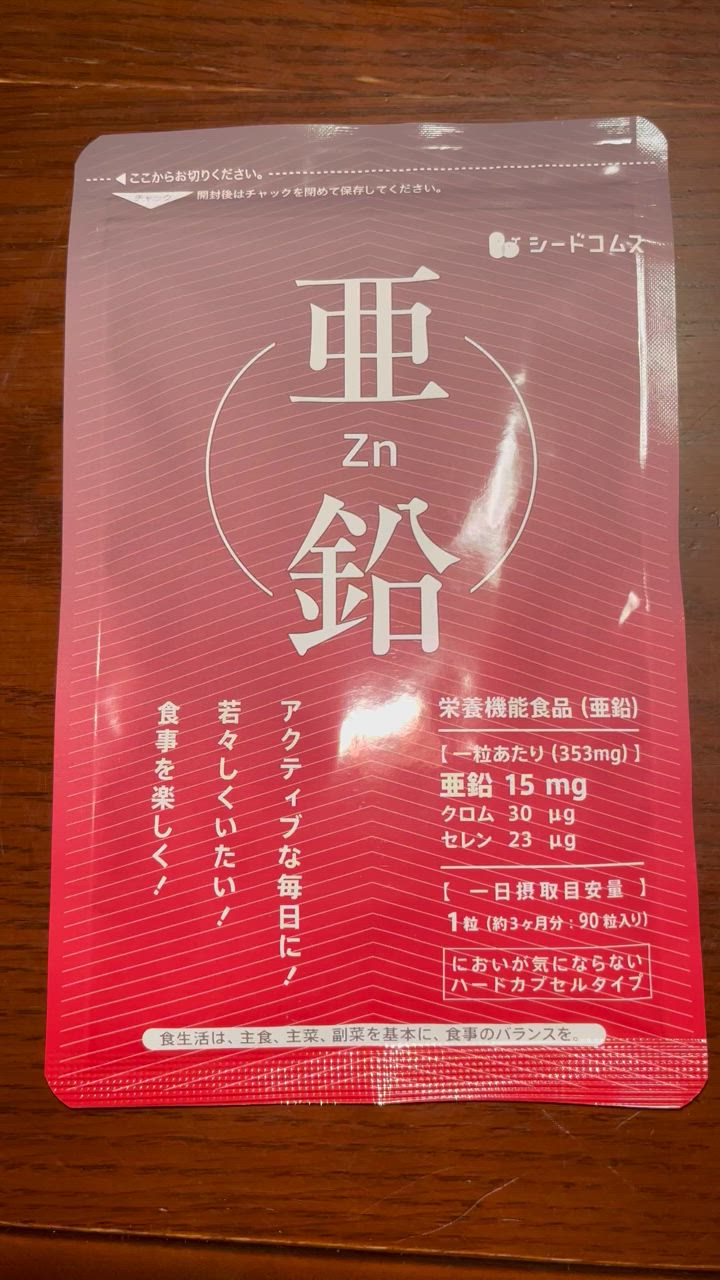 ここからお切りください。
チャック
開封後はチャックを閉めて保存してください。
シードコムス
亜
Zn
鉛
アクティブな毎日に！
若々しくいたい！
食事を楽しく！
栄養機能食品 (亜鉛)
【 一粒あたり (353mg) 】
亜鉛 15 mg
クロム 30 μg
セレン 23 μg
【 一日摂取目安量 】
1粒 (約3ヶ月分：90粒入り)
においが気にならない
ハードカプセルタイプ
食生活は、主食、主菜、副菜を基本に、食事のバランスを。